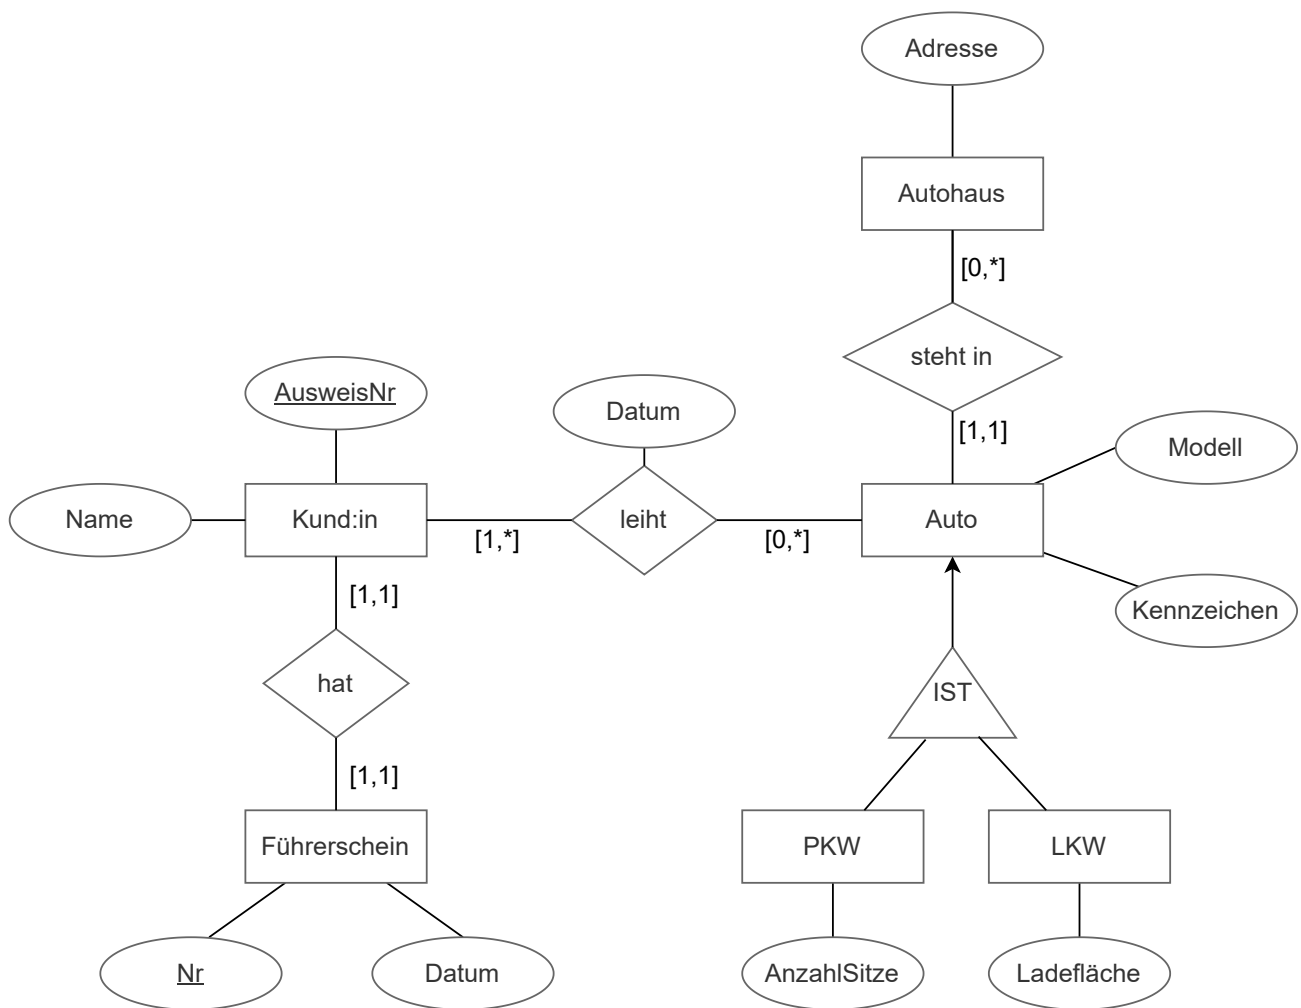 Adresse
Autohaus
[0,*]
steht in
[1,1]
AusweisNr
Datum
Modell
Name
Kund:in
[1,*]
leiht
[0,*]
Auto
Kennzeichen
[1,1]
hat
IST
[1,1]
Führerschein
PKW
LKW
Nr
Datum
AnzahlSitze
Ladefläche